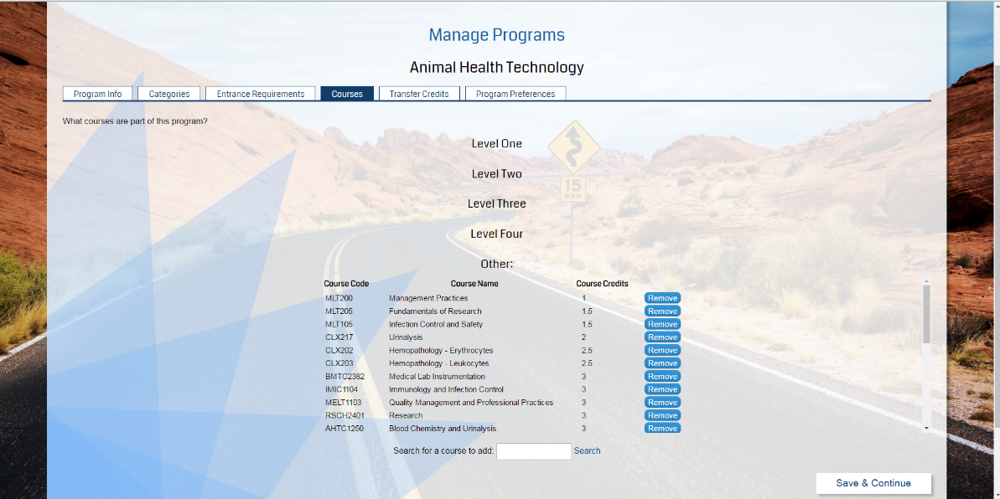 Manage Programs
Animal Health Technology
Program Info Categories Entrance Requirements Courses Transfer Credits Program Preferences
What courses are part of this program?
Level One
Level Two
15
MPH
Level Three
Level Four
Other:
Course Code Course Name Course Credits
MLT200 Management Practices 1 Remove
MLT205 Fundamentals of Research 1.5 Remove
MLT105 Infection Control and Safety 1.5 Remove
CLX217 Urinalysis 2 Remove
CLX202 Hemopathology - Erythrocytes 2.5 Remove
CLX203 Hemopathology - Leukocytes 2.5 Remove
BMTC2382 Medical Lab Instrumentation 3 Remove
IMIC1104 Immunology and Infection Control 3 Remove
MELT1103 Quality Management and Professional Practices 3 Remove
RSCH2401 Research 3 Remove
AHTC1250 Blood Chemistry and Urinalysis 3 Remove
Search for a course to add: Search
Save & Continue